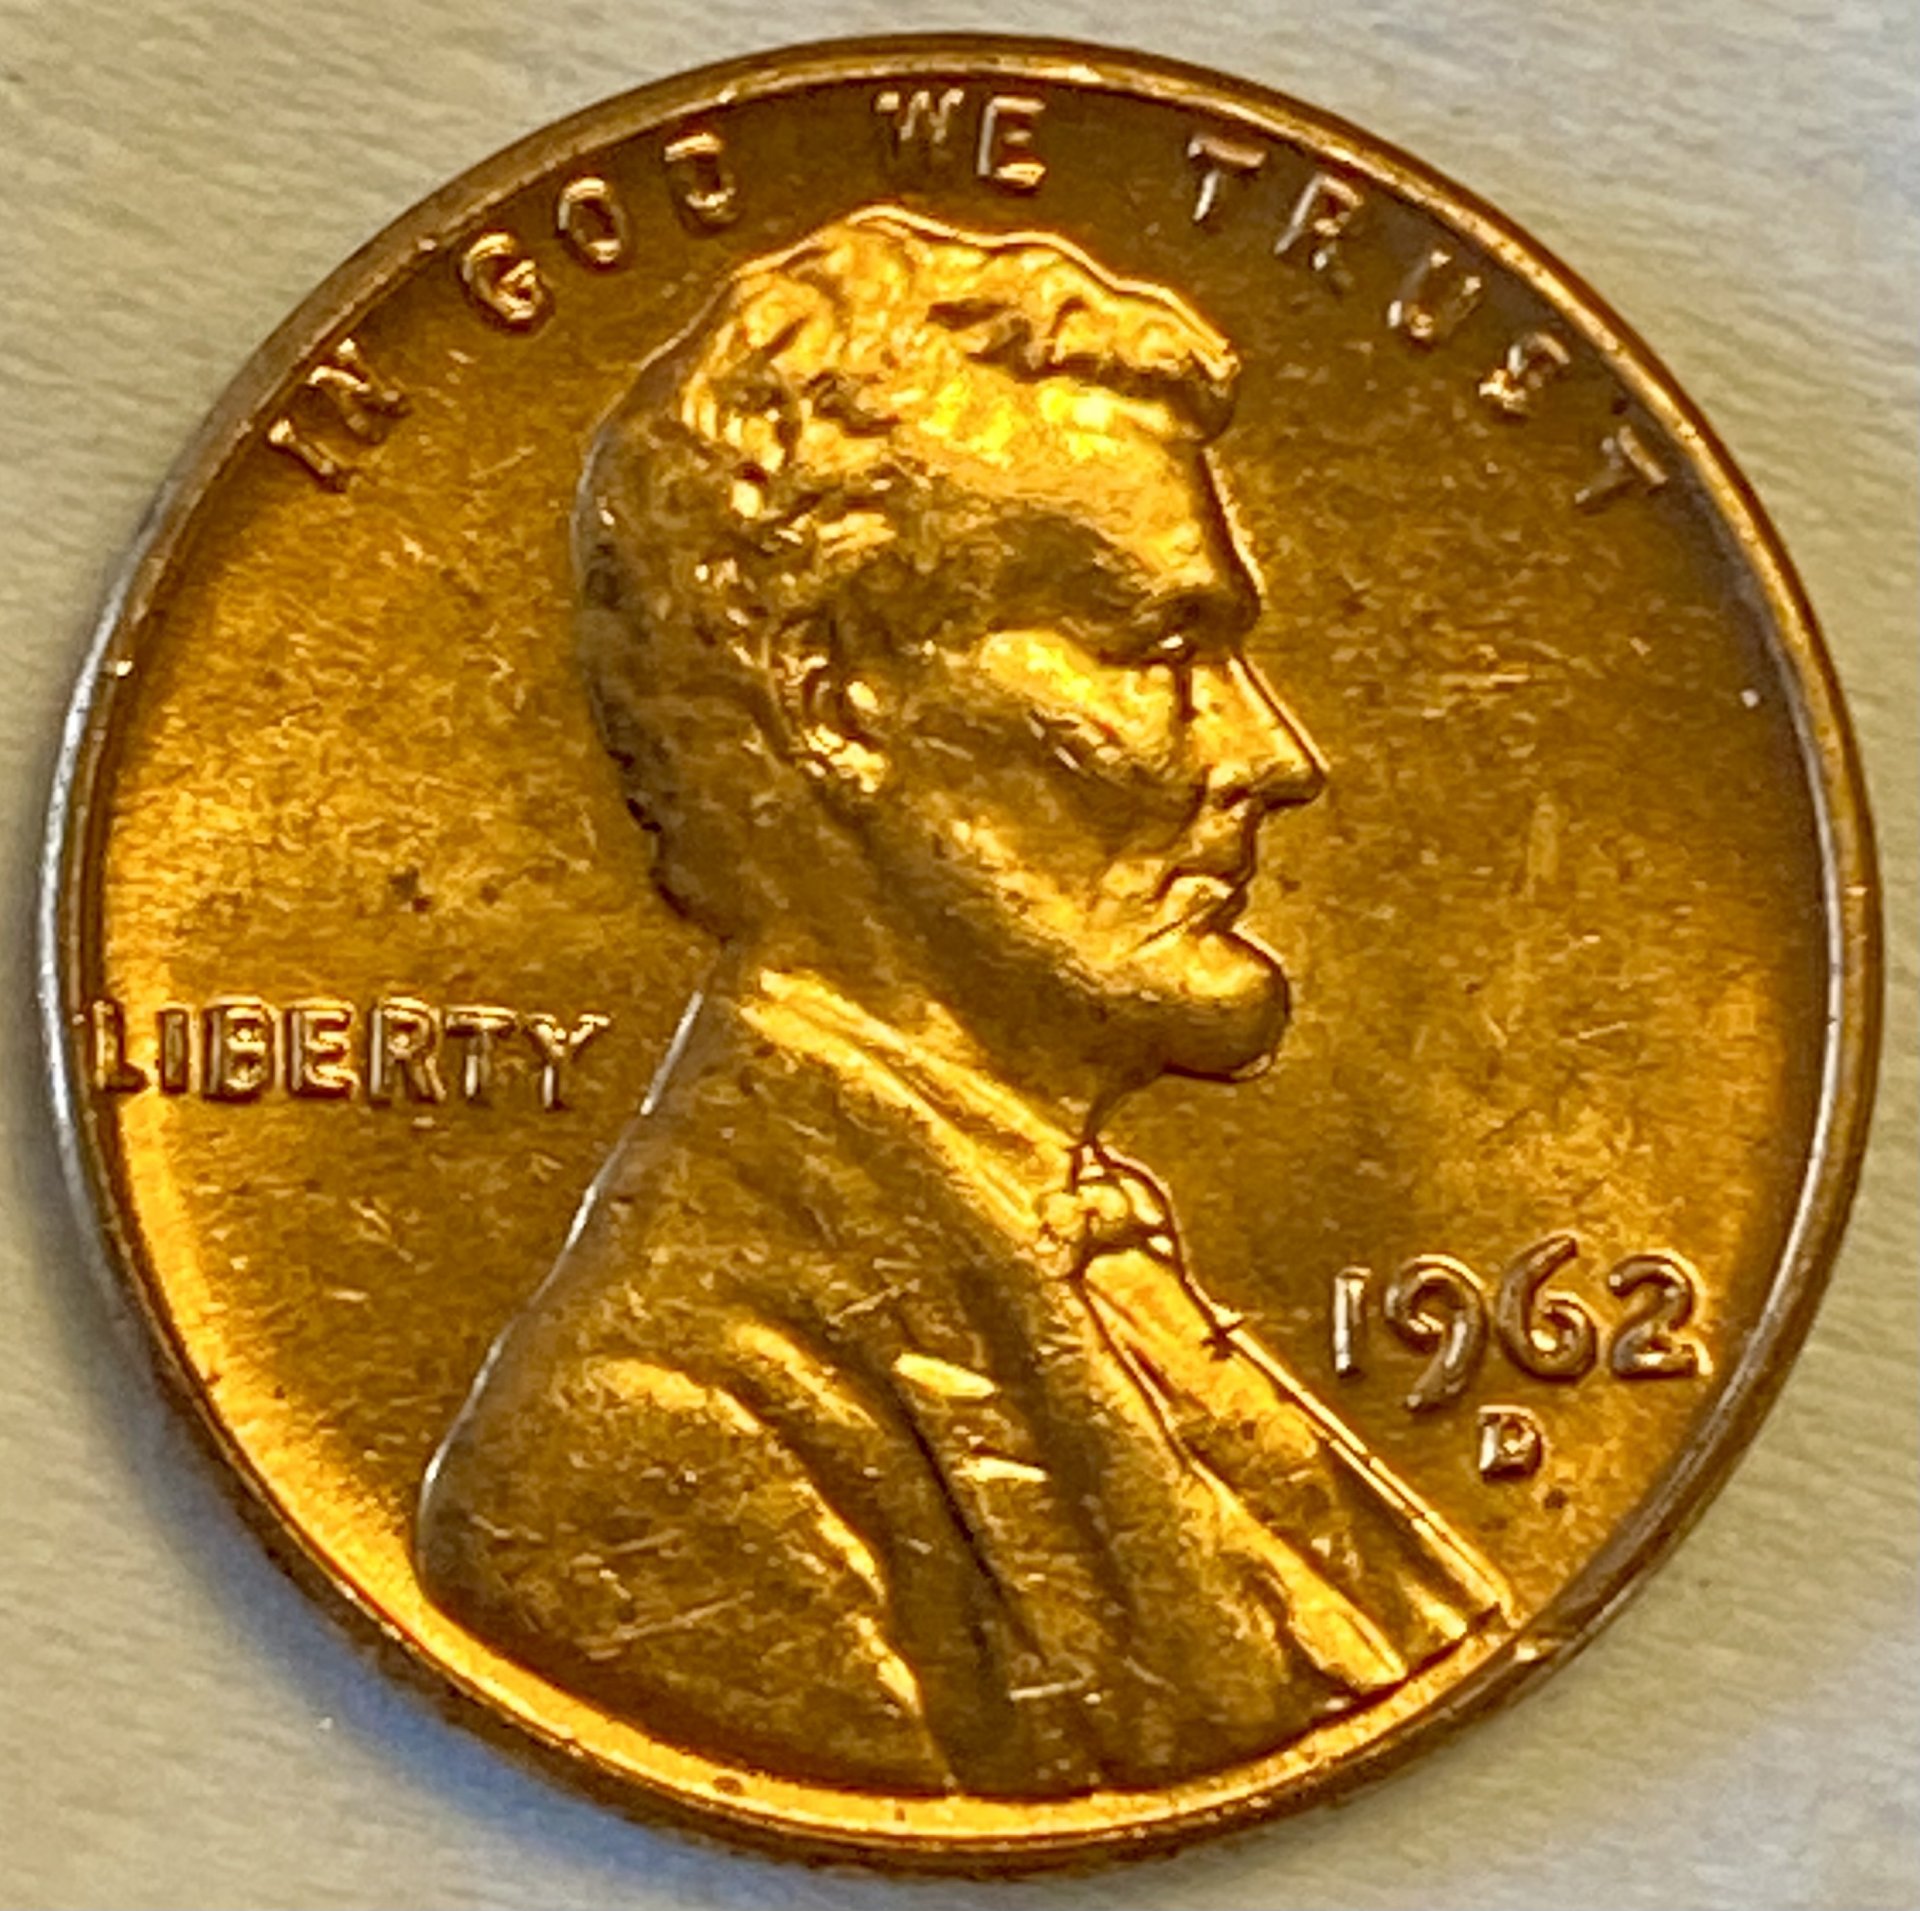 IN GOD WE TRUST
LIBERTY
1962
D